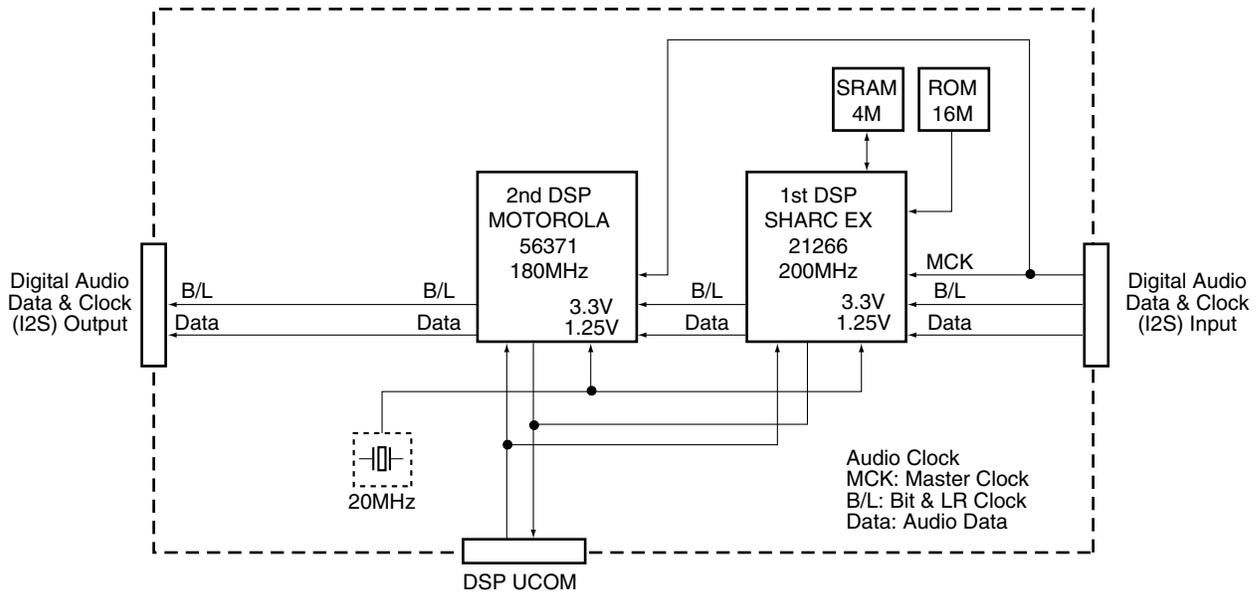 SRAM
4M
ROM
16M
2nd DSP
MOTOROLA
56371
180MHz
3.3V
1.25V
1st DSP
SHARC EX
21266
200MHz
3.3V
1.25V
Digital Audio
Data & Clock
(I2S) Output
B/L
Data
B/L
Data
B/L
Data
MCK
B/L
Data
Digital Audio
Data & Clock
(I2S) Input
20MHz
Audio Clock
MCK: Master Clock
B/L: Bit & LR Clock
Data: Audio Data
DSP UCOM